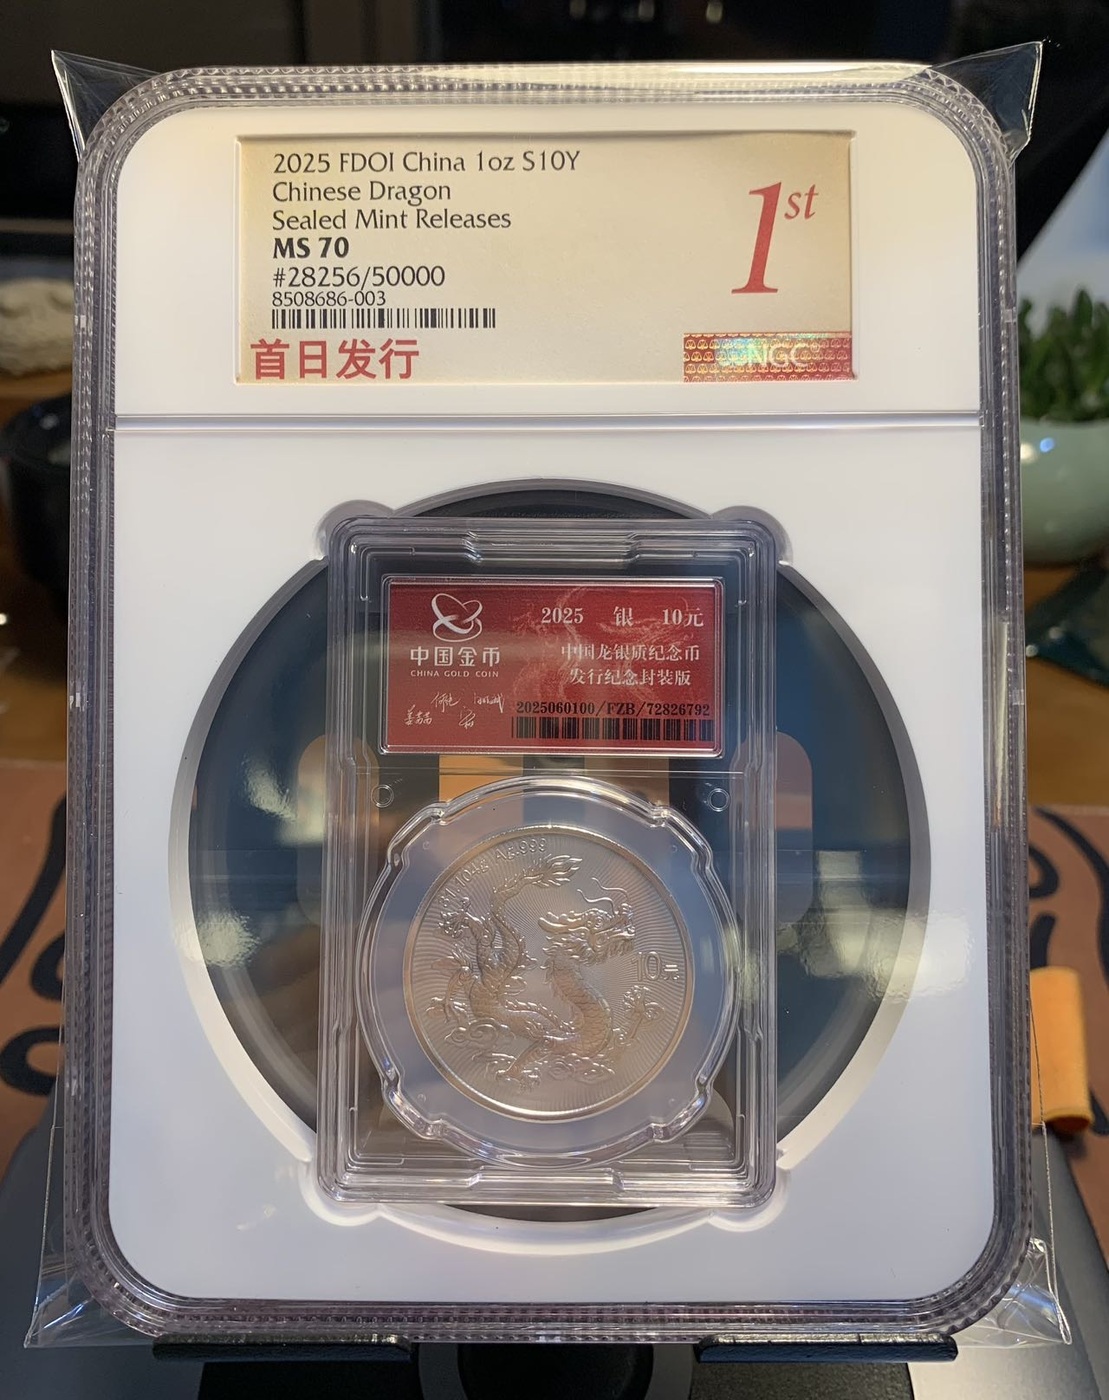 2025 FDOI China 1oz S10Y
Chinese Dragon
Sealed Mint Releases
MS 70
#28256/50000
8508686-003
首日发行
1st
NGC
中国金币
CHINA GOLD COIN
2025 银 10元
中国龙银质纪念币
发行纪念封装版
2025060100/FZB/72826792
Ag.999
10元